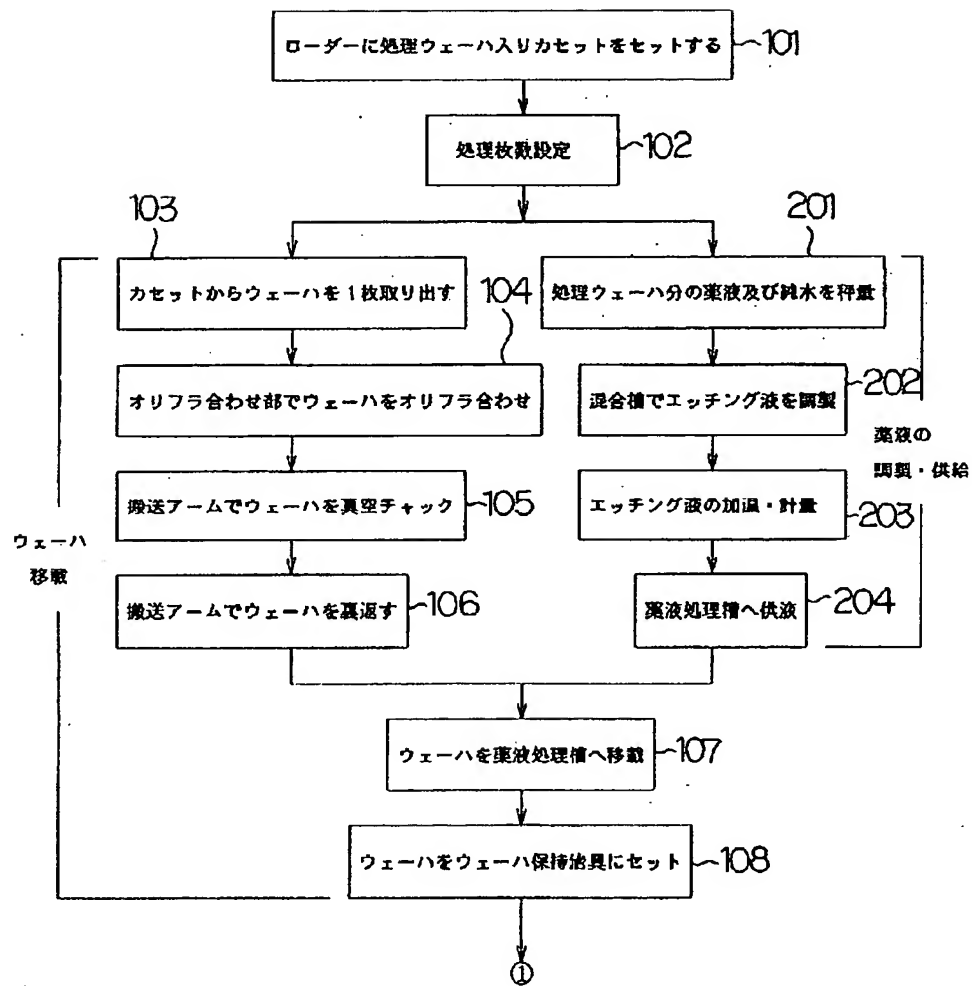 ローダーに処理ウェーハ入りカセットをセットする
101
処理枚数設定
102
103
カセットからウェーハを1枚取り出す
104
オリフラ合わせ部でウェーハをオリフラ合わせ
搬送アームでウェーハを真空チャック
105
搬送アームでウェーハを裏返す
106
ウェーハ
移載
201
処理ウェーハ分の薬液及び純水を秤量
混合槽でエッチング液を調製
202
エッチング液の加温・計量
203
薬液処理槽へ供液
204
薬液の
調製・供給
ウェーハを薬液処理槽へ移載
107
ウェーハをウェーハ保持治具にセット
108
①